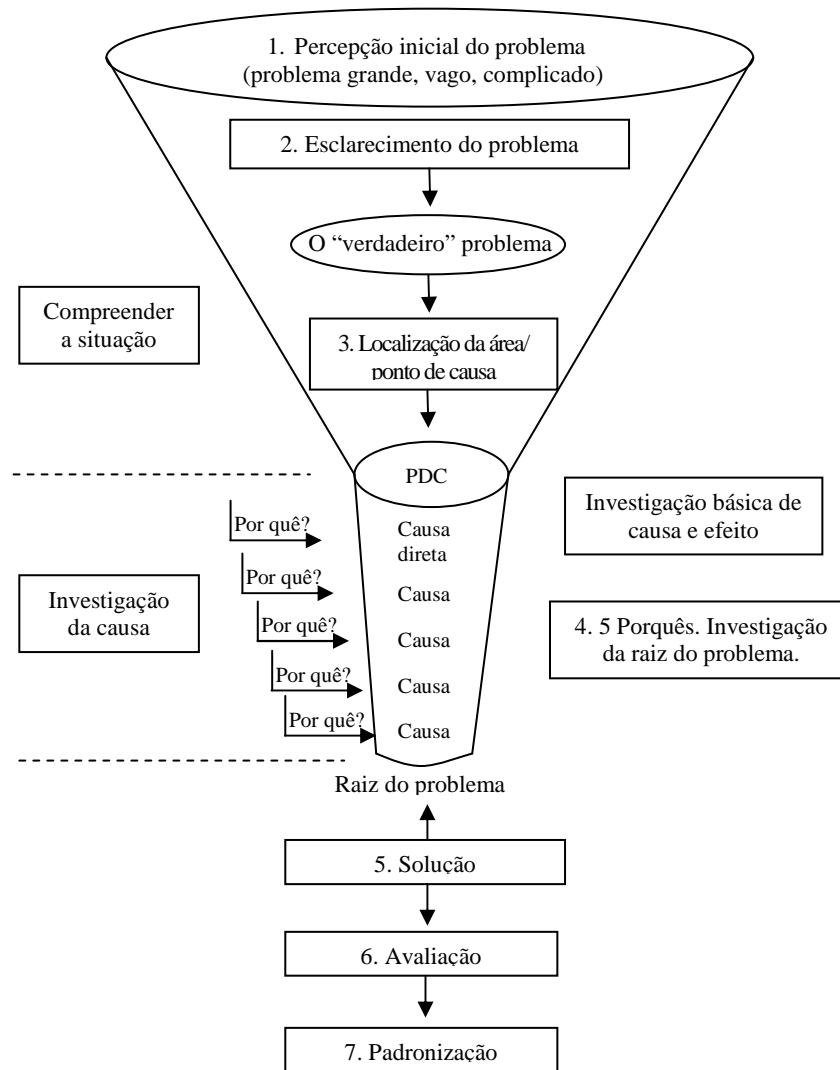 1. Percepção inicial do problema
(problema grande, vago, complicado)
2. Esclarecimento do problema
O “verdadeiro” problema
Compreender
a situação
3. Localização da área/
ponto de causa
PDC
Investigação básica de
causa e efeito
Por quê?
Causa
direta
Por quê?
Causa
Investigação
da causa
Por quê?
Causa
4. 5 Porquês. Investigação
da raiz do problema.
Por quê?
Causa
Por quê?
Causa
Raiz do problema
5. Solução
6. Avaliação
7. Padronização